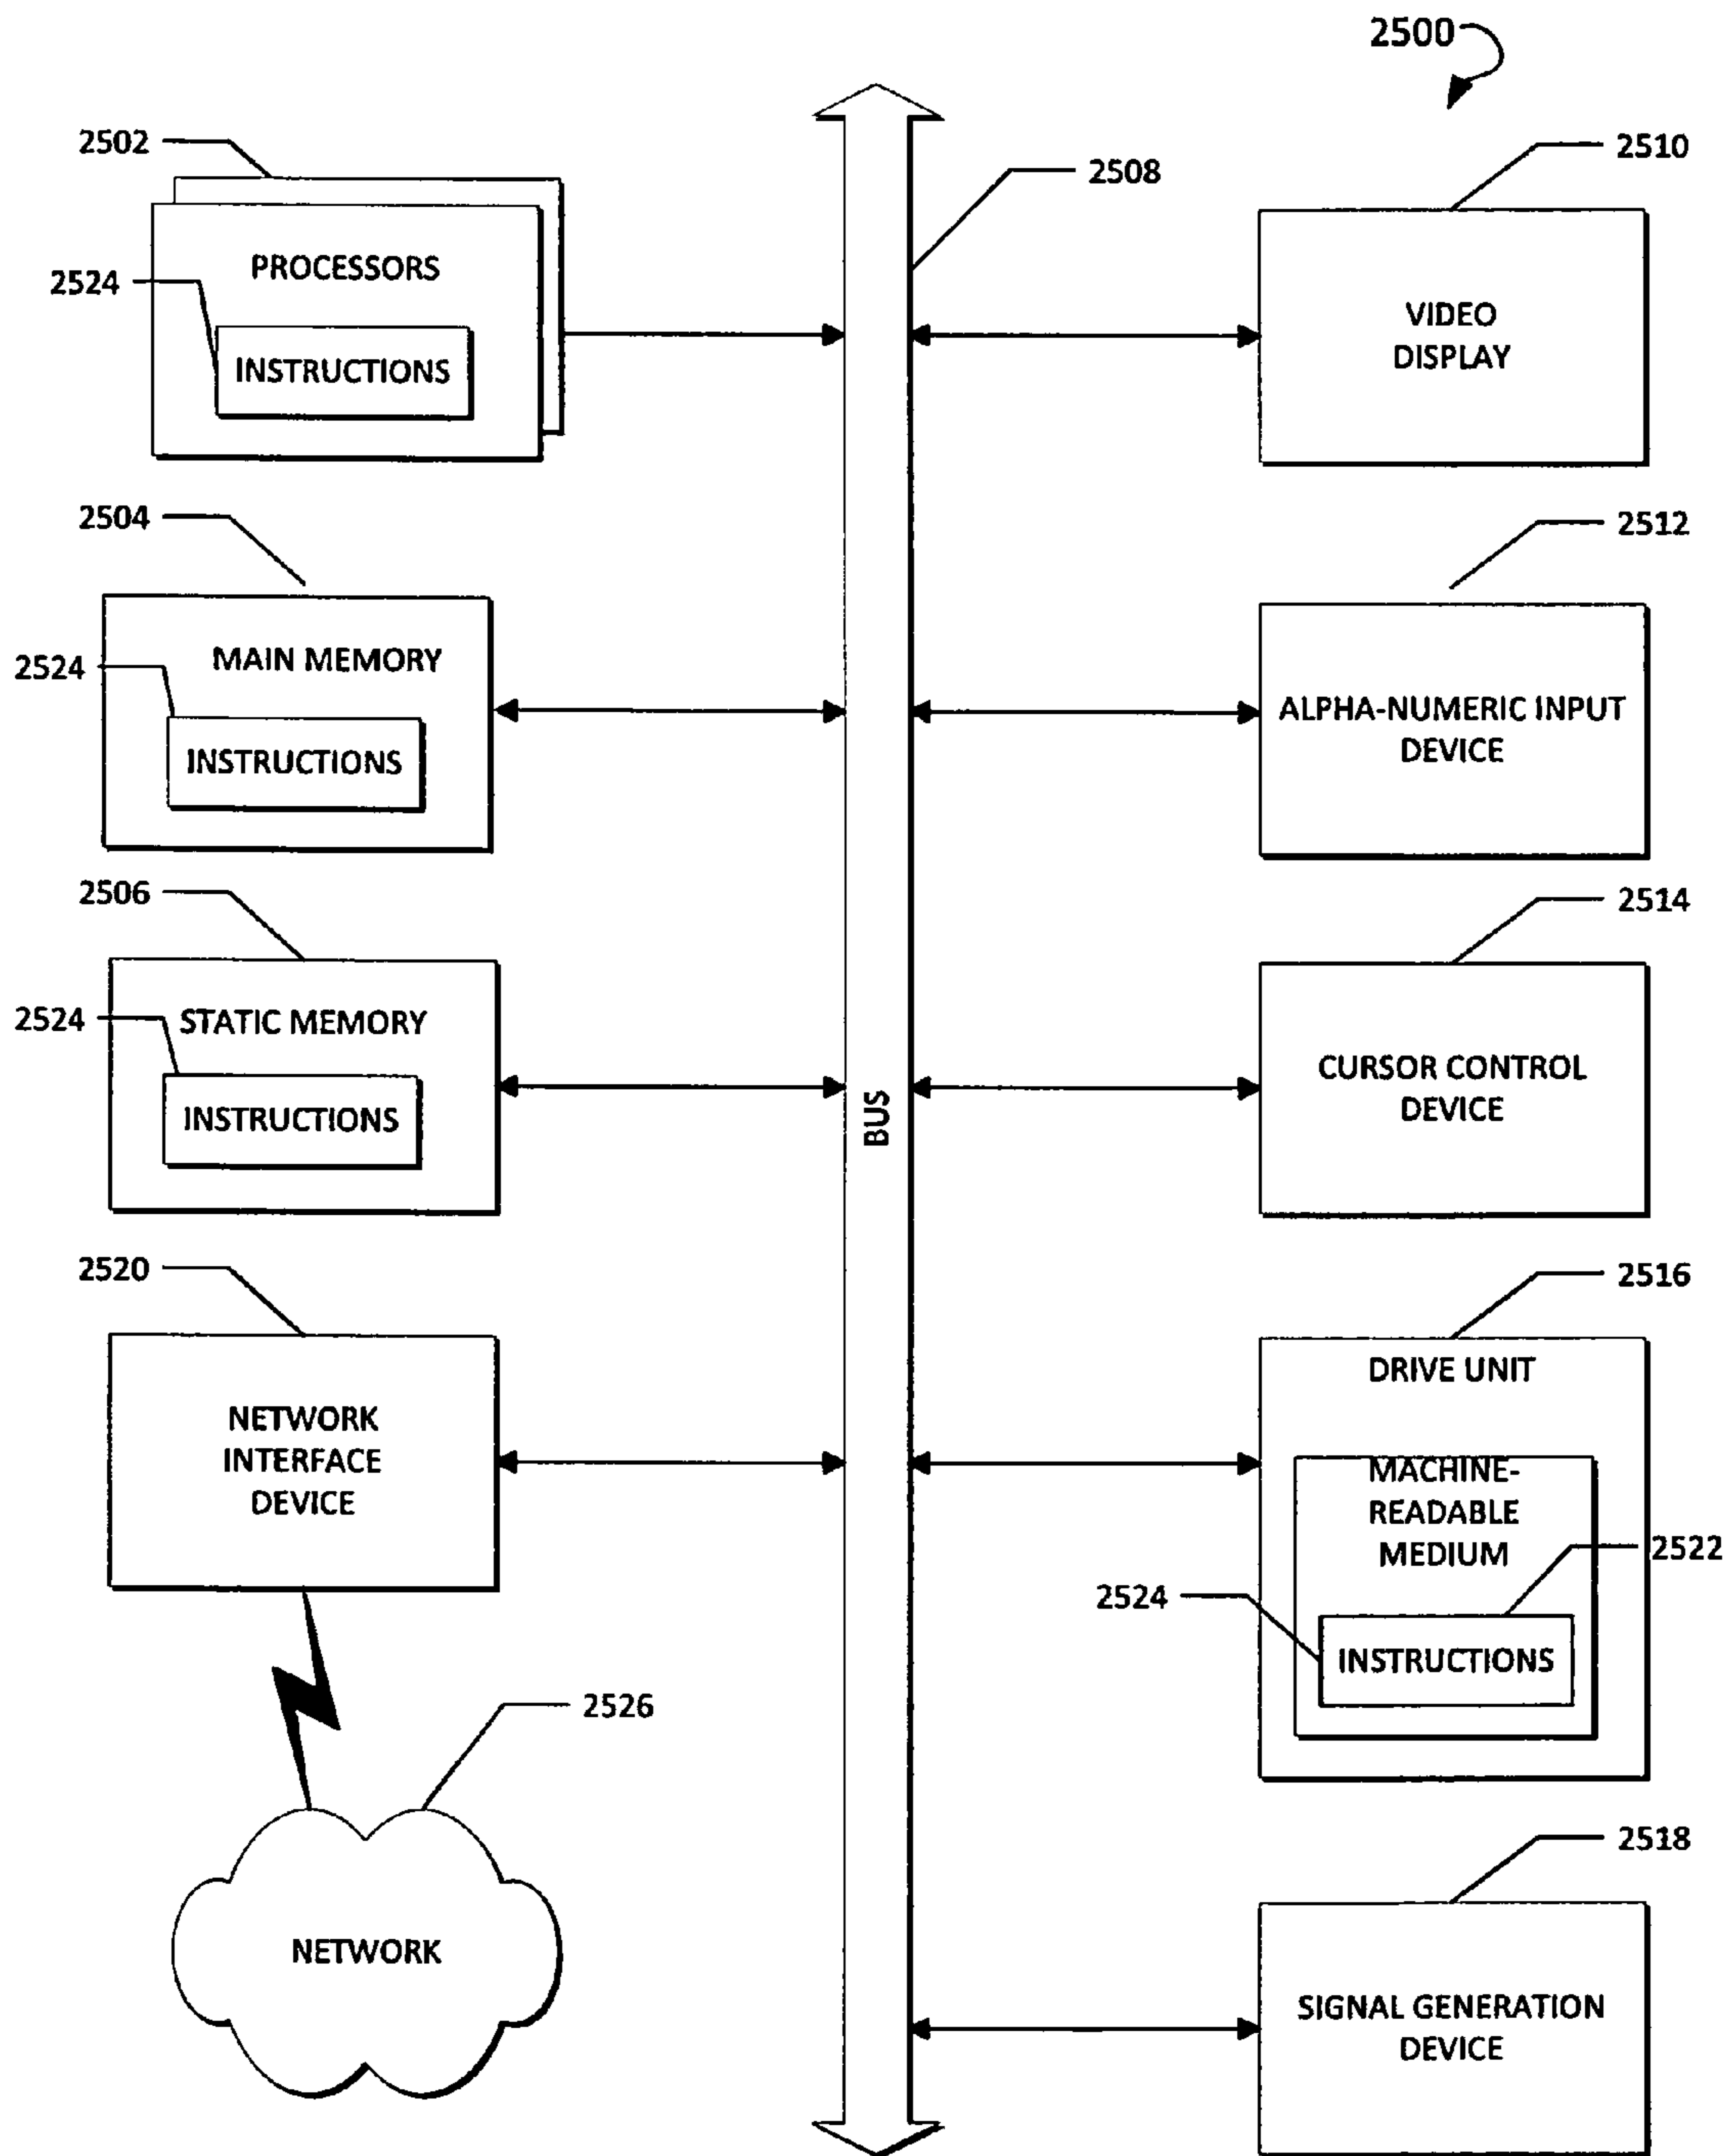 2500
2502
PROCESSORS
2524
INSTRUCTIONS
2508
2510
VIDEO
DISPLAY
2504
MAIN MEMORY
2524
INSTRUCTIONS
2512
ALPHA-NUMERIC INPUT
DEVICE
2506
STATIC MEMORY
2524
INSTRUCTIONS
BUS
2514
CURSOR CONTROL
DEVICE
2520
NETWORK
INTERFACE
DEVICE
2516
DRIVE UNIT
MACHINE-
READABLE
MEDIUM
2522
2524
INSTRUCTIONS
2526
NETWORK
2518
SIGNAL GENERATION
DEVICE